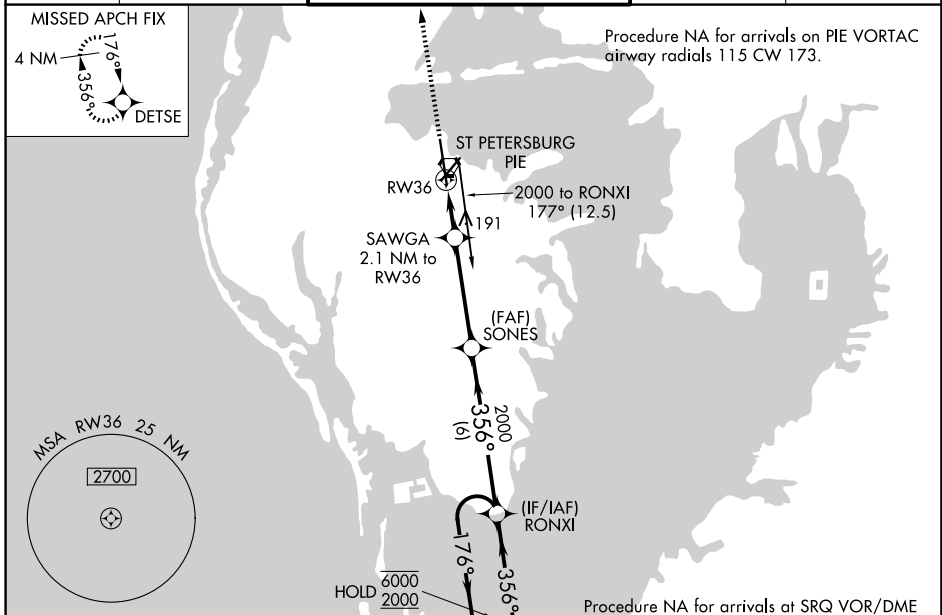 MISSED APCH FIX
4 NM
176°
356°
DETSE
Procedure NA for arrivals on PIE VORTAC
airway radials 115 CW 173.
ST PETERSBURG
PIE
RW36
2000 to RONXI
177° (12.5)
191
SAWGA
2.1 NM to
RW36
(FAF)
SONES
2000
356°
(6)
MSA RW36 25 NM
2700
(IF/IAF)
RONXI
176°
356°
HOLD 6000
2000
Procedure NA for arrivals at SRQ VOR/DME